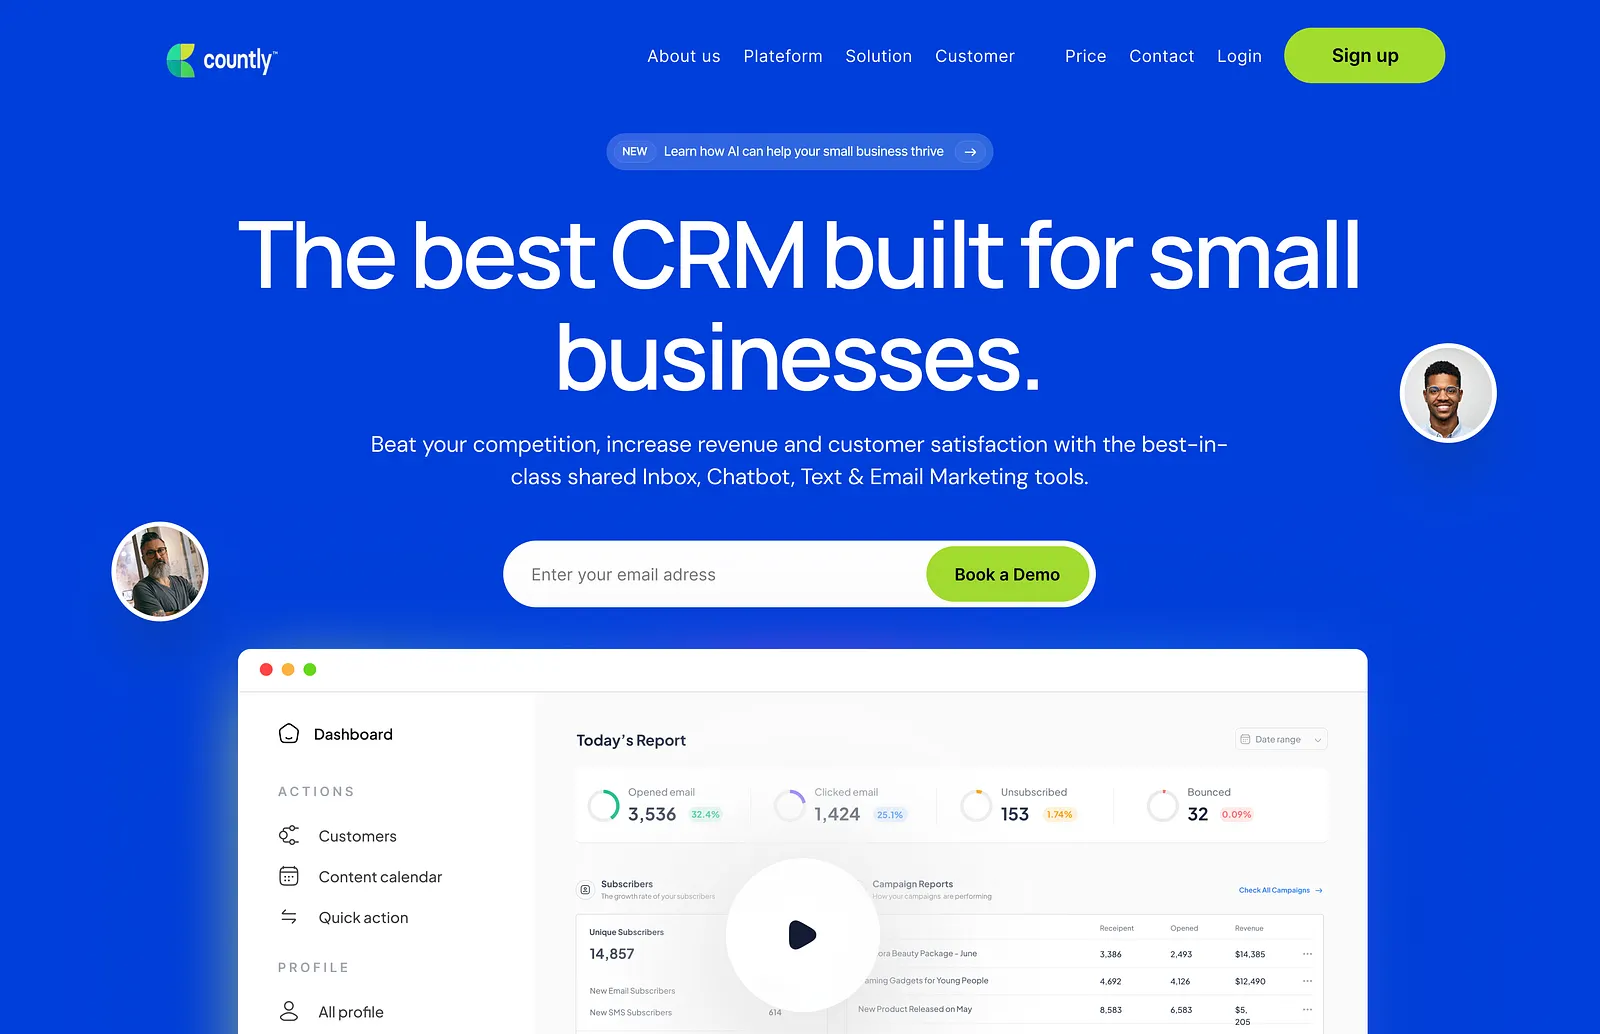 countly™
About us Plateform Solution Customer Price Contact Login Sign up
NEW Learn how AI can help your small business thrive →
The best CRM built for small
businesses.
Beat your competition, increase revenue and customer satisfaction with the best-in-
class shared Inbox, Chatbot, Text & Email Marketing tools.
Enter your email adress Book a Demo
Dashboard
ACTIONS
Customers
Content calendar
Quick action
PROFILE
All profile
Today's Report
Date range
Opened email
3,536 32.4%
Clicked email
1,424 25.1%
Unsubscribed
153 1.74%
Bounced
32 0.09%
Subscribers
The growth rate of your subscribers
Unique Subscribers
14,857
New Email Subscribers
New SMS Subscribers 614
Campaign Reports
How your campaigns are performing
Check All Campaigns →
Receipent Opened Revenue
Beauty Package - June 3,386 2,493 $14,385
Gadgets for Young People 4,692 4,126 $12,490
New Product Released on May 8,583 6,583 $5,
205